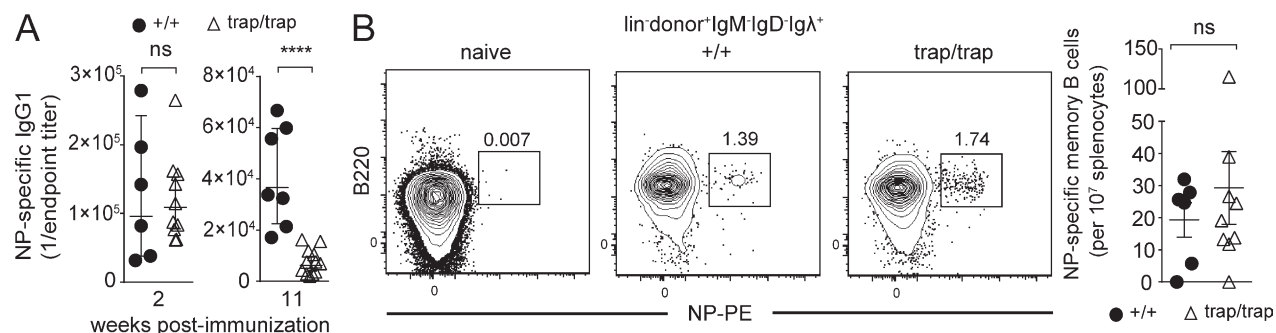 A
● +/+ △ trap/trap
ns
****
NP-specific IgG1
(1/endpoint titer)
3×10⁵
2×10⁵
1×10⁵
0
8×10⁴
6×10⁴
4×10⁴
2×10⁴
0
2
11
weeks post-immunization
B
lin⁻donor⁺IgM⁻IgD⁻Igλ⁺
naive
+/+
trap/trap
0.007
1.39
1.74
B220
0
0
0
0
0
0
NP-PE
NP-specific memory B cells
(per 10⁷ splenocytes)
ns
150
100
50
40
30
20
10
0
● +/+ △ trap/trap